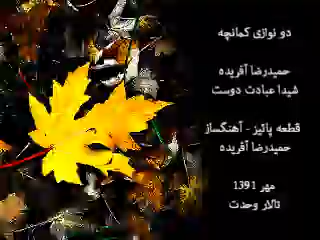 دو نوازی کمانچه
حمیدرضا آفریده
شیدا عبادت دوست
قطعه پائیز - آهنگساز
حمیدرضا آفریده
مهر 1391
تالار وحدت